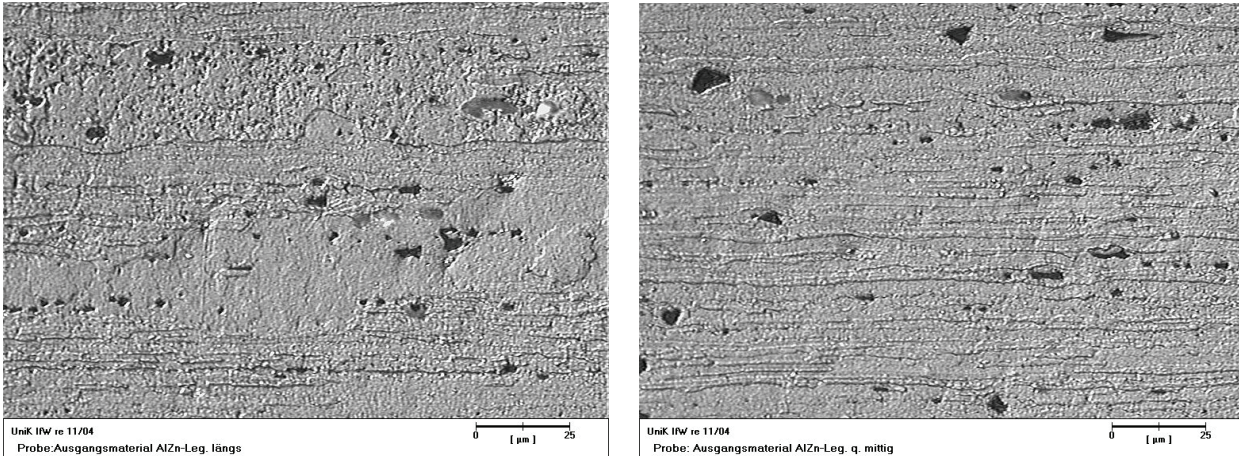 UniK IfW re 11/04
0 25
[ µm ]
Probe:Ausgangsmaterial AlZn-Leg. längs
UniK IfW re 11/04
0 25
[ µm ]
Probe: Ausgangsmaterial AlZn-Leg. q. mittig